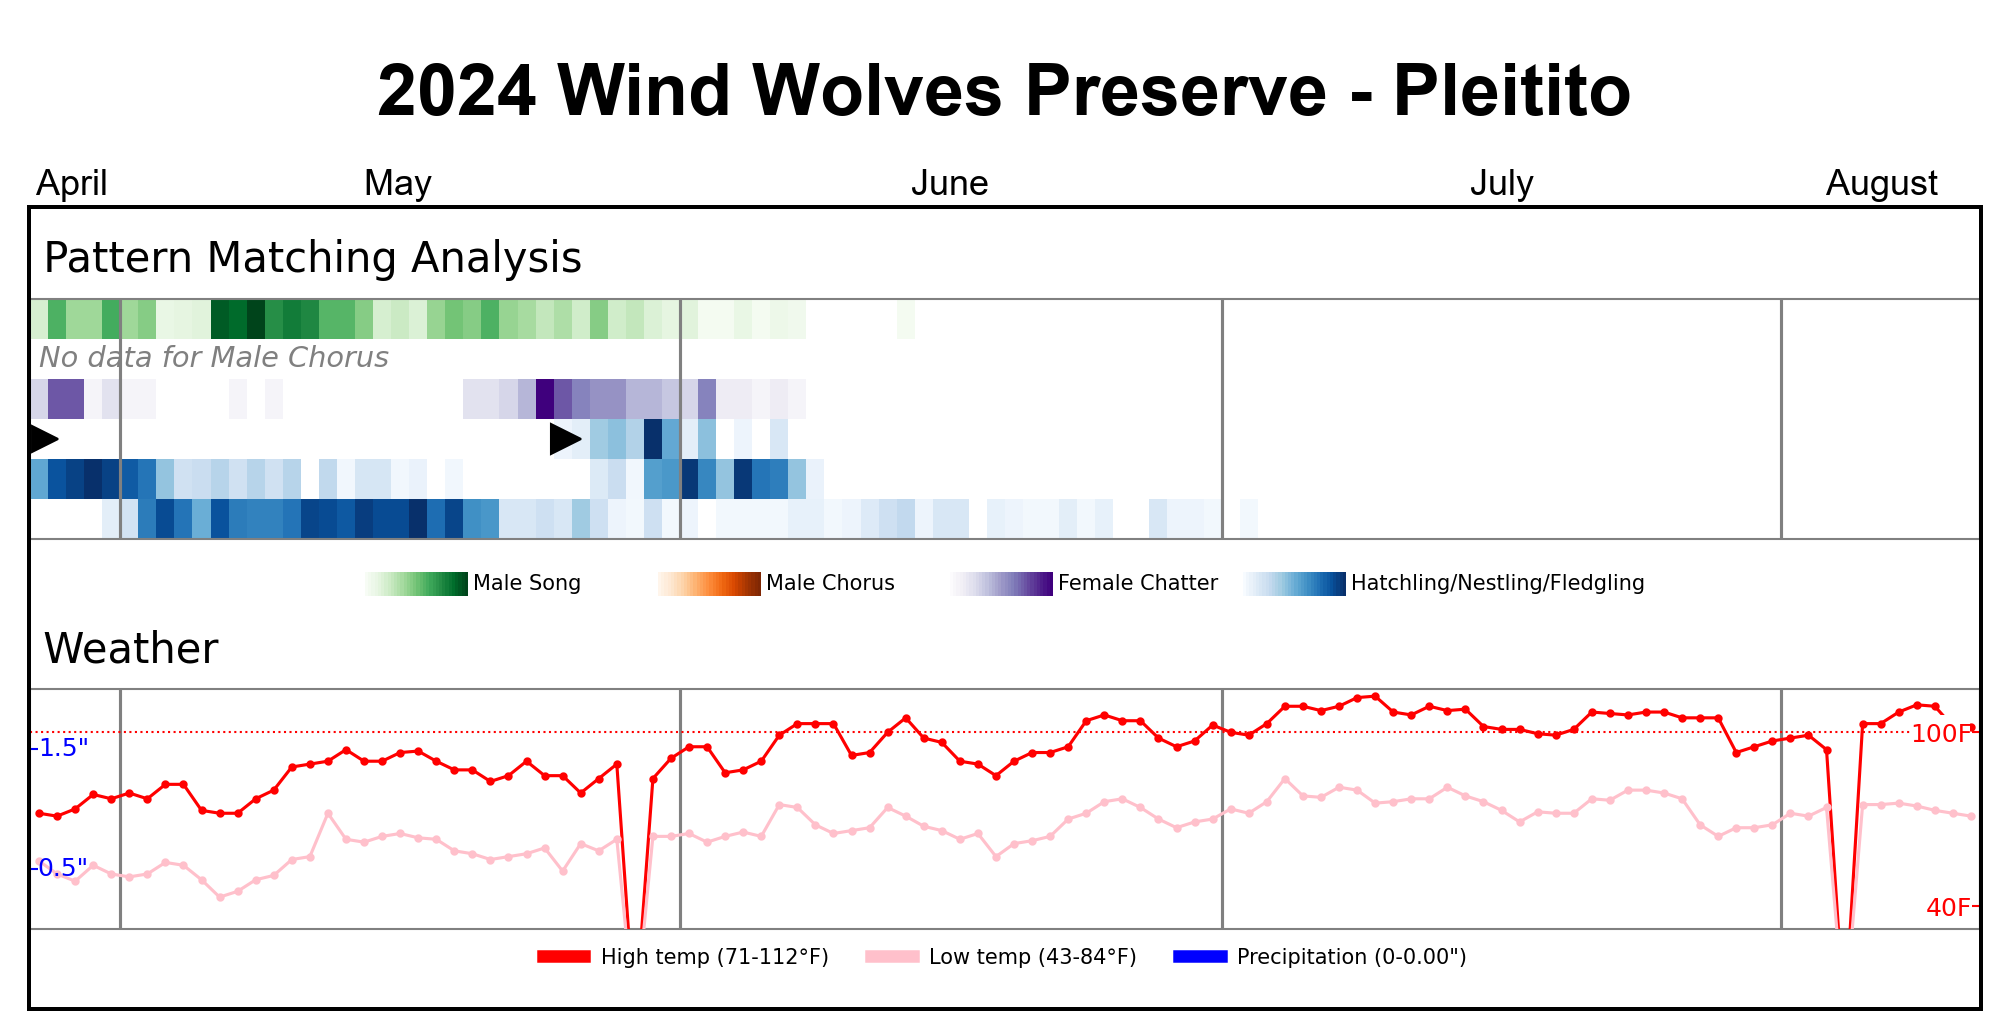 2024 Wind Wolves Preserve - Pleitito
April May June July August
Pattern Matching Analysis
No data for Male Chorus
Male Song Male Chorus Female Chatter Hatchling/Nestling/Fledgling
Weather
1.5"
100F
0.5"
40F
High temp (71-112°F) Low temp (43-84°F) Precipitation (0-0.00")